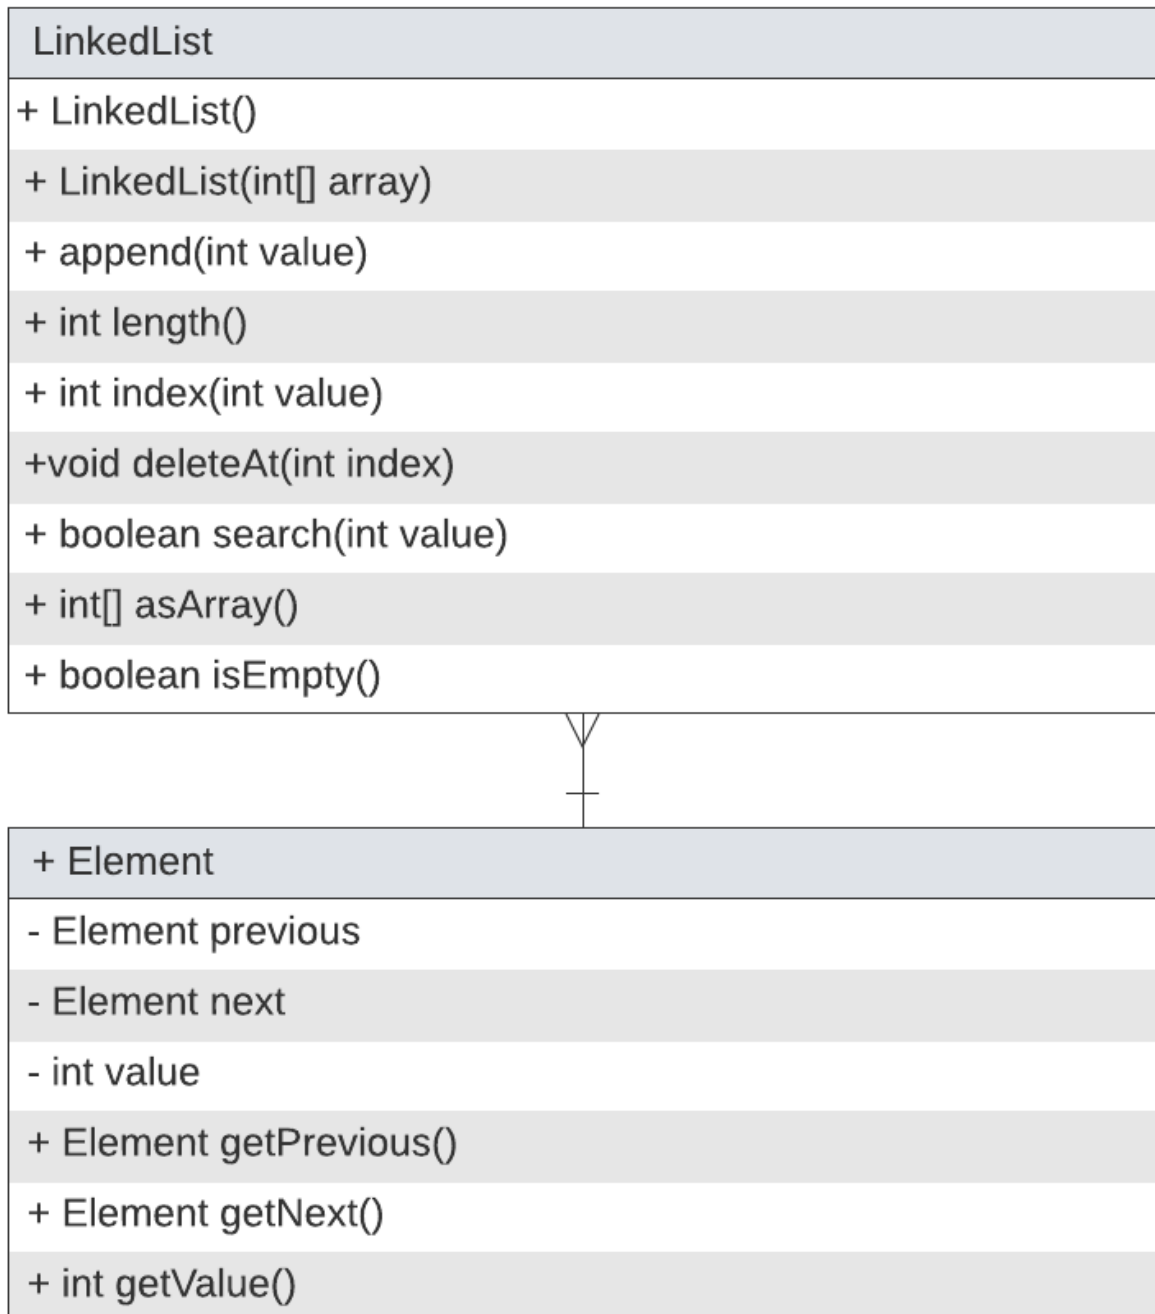 LinkedList
+ LinkedList()
+ LinkedList(int[] array)
+ append(int value)
+ int length()
+ int index(int value)
+void deleteAt(int index)
+ boolean search(int value)
+ int[] asArray()
+ boolean isEmpty()
+ Element
- Element previous
- Element next
- int value
+ Element getPrevious()
+ Element getNext()
+ int getValue()